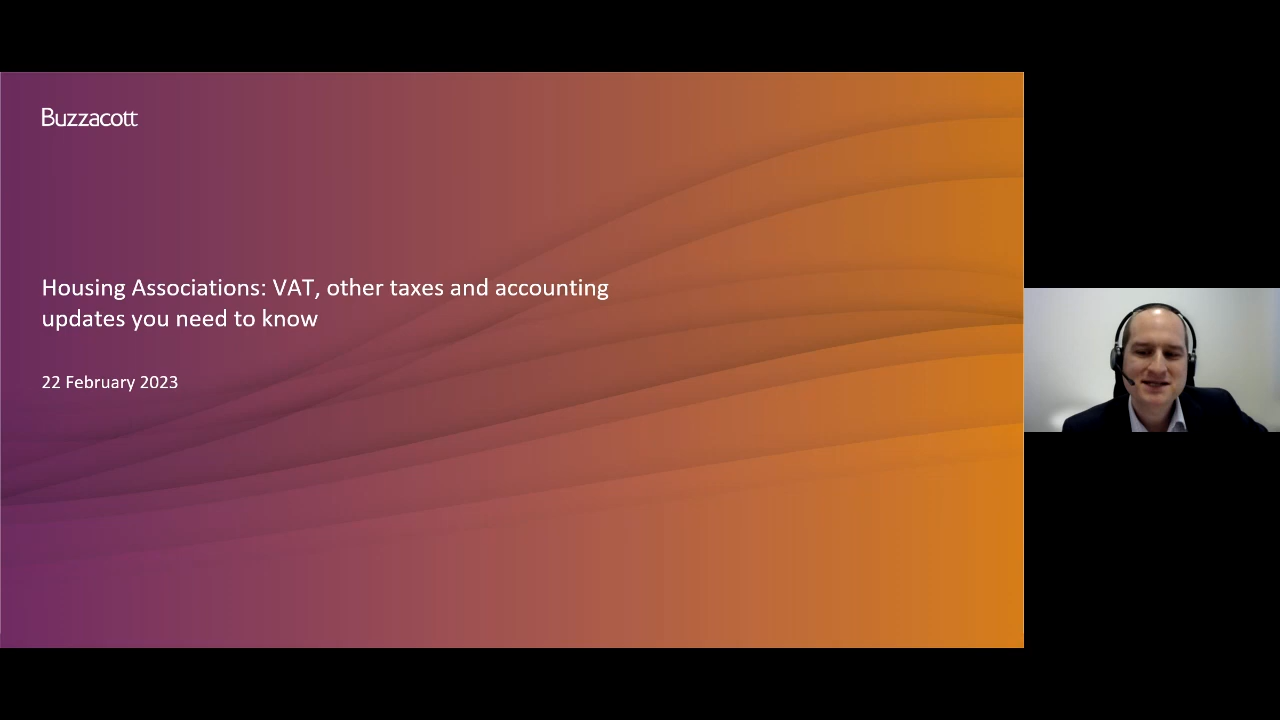 Buzzacott
Housing Associations: VAT, other taxes and accounting
updates you need to know
22 February 2023